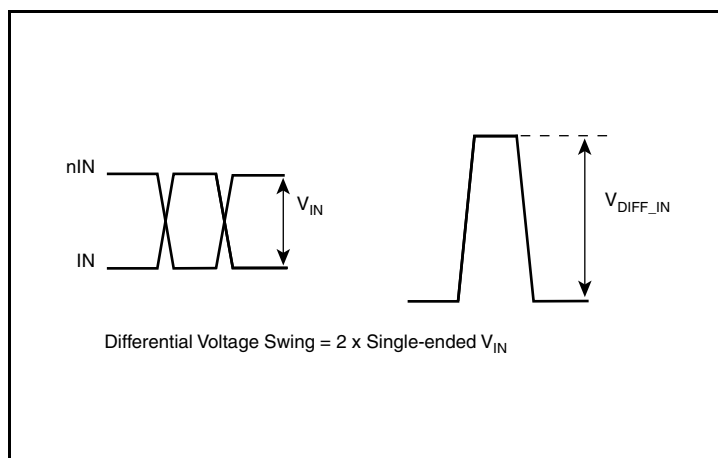 nIN
IN
V_IN
V_DIFF_IN
Differential Voltage Swing = 2 x Single-ended V_IN